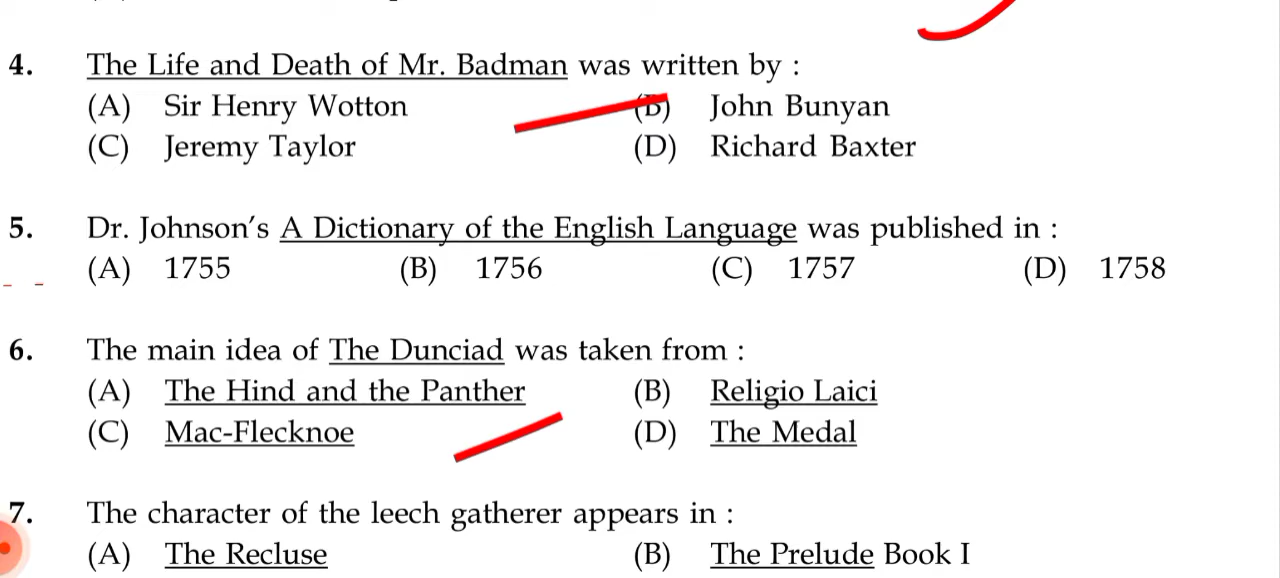 4. The Life and Death of Mr. Badman was written by :
(A) Sir Henry Wotton (B) John Bunyan
(C) Jeremy Taylor (D) Richard Baxter
5. Dr. Johnson's A Dictionary of the English Language was published in :
(A) 1755 (B) 1756 (C) 1757 (D) 1758
6. The main idea of The Dunciad was taken from :
(A) The Hind and the Panther (B) Religio Laici
(C) Mac-Flecknoe (D) The Medal
7. The character of the leech gatherer appears in :
(A) The Recluse (B) The Prelude Book I